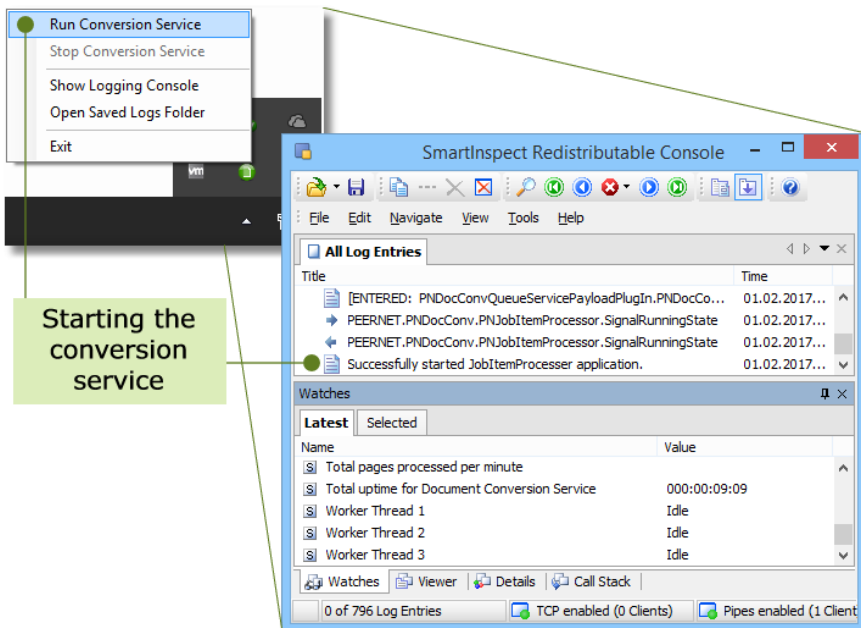 Run Conversion Service
Stop Conversion Service
Show Logging Console
Open Saved Logs Folder
Exit
vm
SmartInspect Redistributable Console
File Edit Navigate View Tools Help
All Log Entries
Title Time
[ENTERED: PNDocConvQueueServicePayloadPlugIn.PNDocCo... 01.02.2017...
PEERNET.PNDocConv.PNJobItemProcessor.SignalRunningState 01.02.2017...
PEERNET.PNDocConv.PNJobItemProcessor.SignalRunningState 01.02.2017...
Successfully started JobItemProcesser application. 01.02.2017...
Starting the
conversion
service
Watches
Latest Selected
Name Value
S Total pages processed per minute
S Total uptime for Document Conversion Service 000:00:09:09
S Worker Thread 1 Idle
S Worker Thread 2 Idle
S Worker Thread 3 Idle
Watches Viewer Details Call Stack
0 of 796 Log Entries TCP enabled (0 Clients) Pipes enabled (1 Client